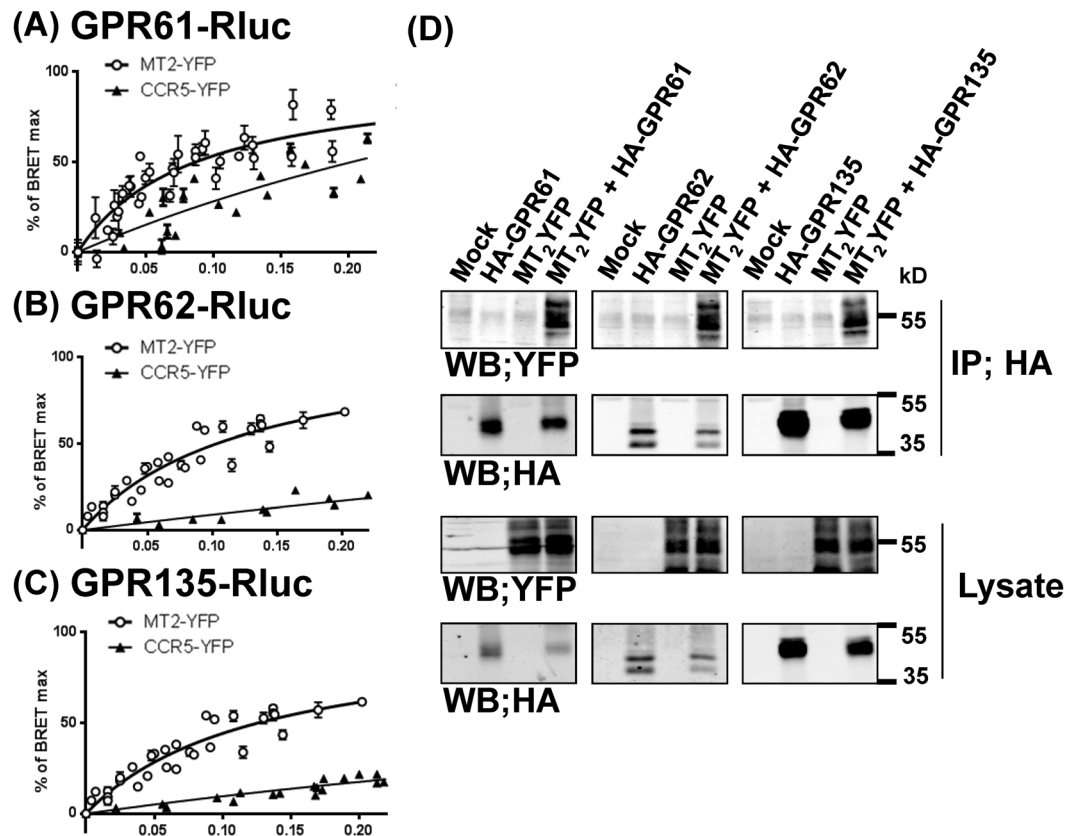 (A) GPR61-Rluc
MT2-YFP
CCR5-YFP
% of BRET max
100
50
0
0.05 0.10 0.15 0.20
(B) GPR62-Rluc
MT2-YFP
CCR5-YFP
% of BRET max
100
50
0
0.05 0.10 0.15 0.20
(C) GPR135-Rluc
MT2-YFP
CCR5-YFP
% of BRET max
100
50
0
0.05 0.10 0.15 0.20
(D)
Mock
HA-GPR61
MT2YFP
MT2YFP + HA-GPR61
Mock
HA-GPR62
MT2YFP
MT2YFP + HA-GPR62
Mock
HA-GPR135
MT2YFP
MT2YFP + HA-GPR135
kD
55
WB;YFP
IP; HA
55
35
WB;HA
55
WB;YFP
Lysate
55
35
WB;HA